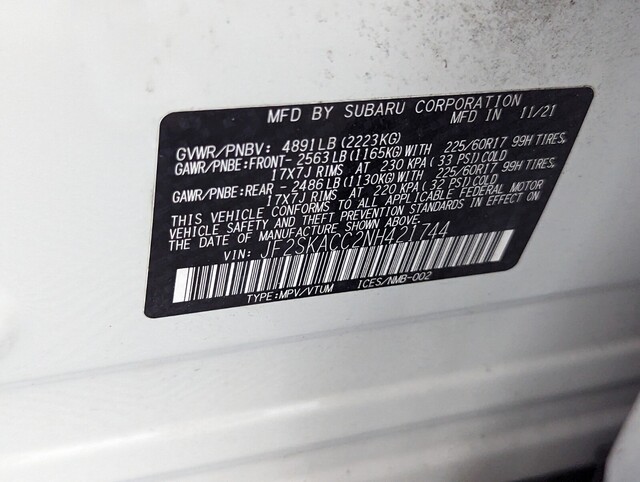 MFD BY SUBARU CORPORATION
MFD IN 11/21
GVWR/PNBV: 4891LB(2223KG)
GAWR/PNBE:FRONT- 2563LB(1165KG)WITH 225/60R17 99H TIRES,
17X7J RIMS AT 230 KPA(33 PSI)COLD
GAWR/PNBE:REAR - 2486LB(1130KG)WITH 225/60R17 99H TIRES,
17X7J RIMS AT 220 KPA(32 PSI)COLD
THIS VEHICLE CONFORMS TO ALL APPLICABLE FEDERAL MOTOR
VEHICLE SAFETY AND THEFT PREVENTION STANDARDS IN EFFECT ON
THE DATE OF MANUFACTURE SHOWN ABOVE.
VIN: JF2SKACC2NH421744
TYPE:MPV/VTUM ICES/NMB-002